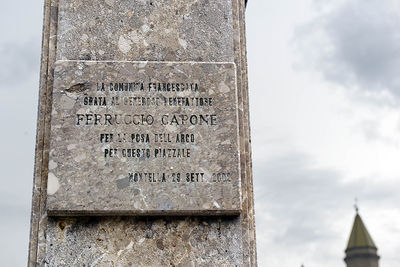 LA COMUNITÀ FRANCESCANA
GRATA AL GENEROSO BENEFATTORE
FERRUCCIO CAPONE
PER LA POSA DELL'ARCO
PER QUESTO PIAZZALE
MONTELLA 29 SETT. 2002